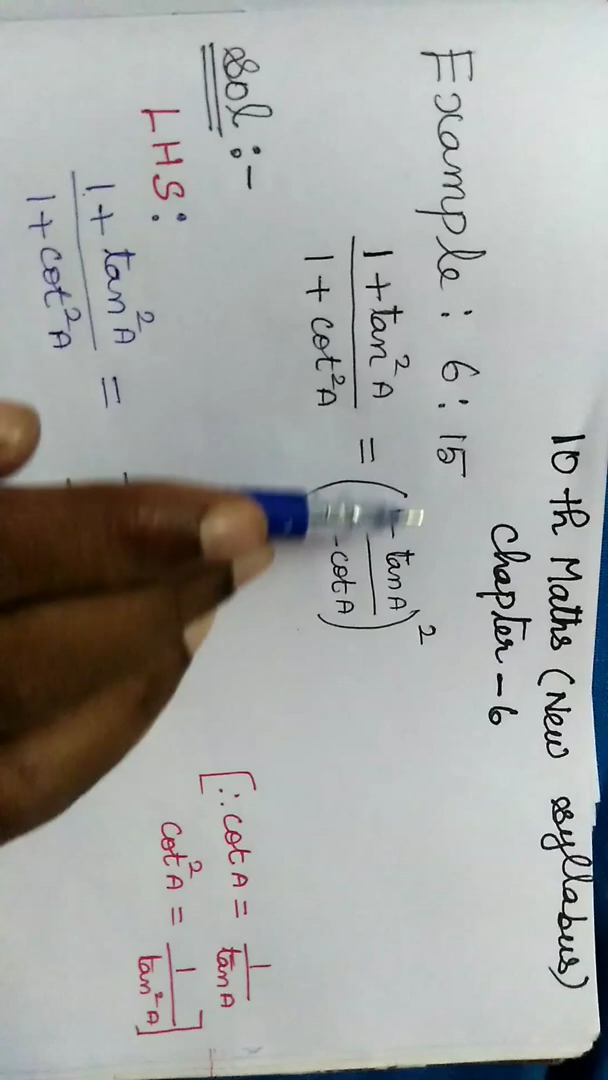 10th Maths (New syllabus)
chapter - 6
Example : 6 : 15
1 + tan²A / 1 + cot²A = ( - tanA / - cotA )²
Sol :-
LHS:
1 + tan²A / 1 + cot²A =
[∵ cot A = 1 / tanA
cot²A = 1 / tan²A]